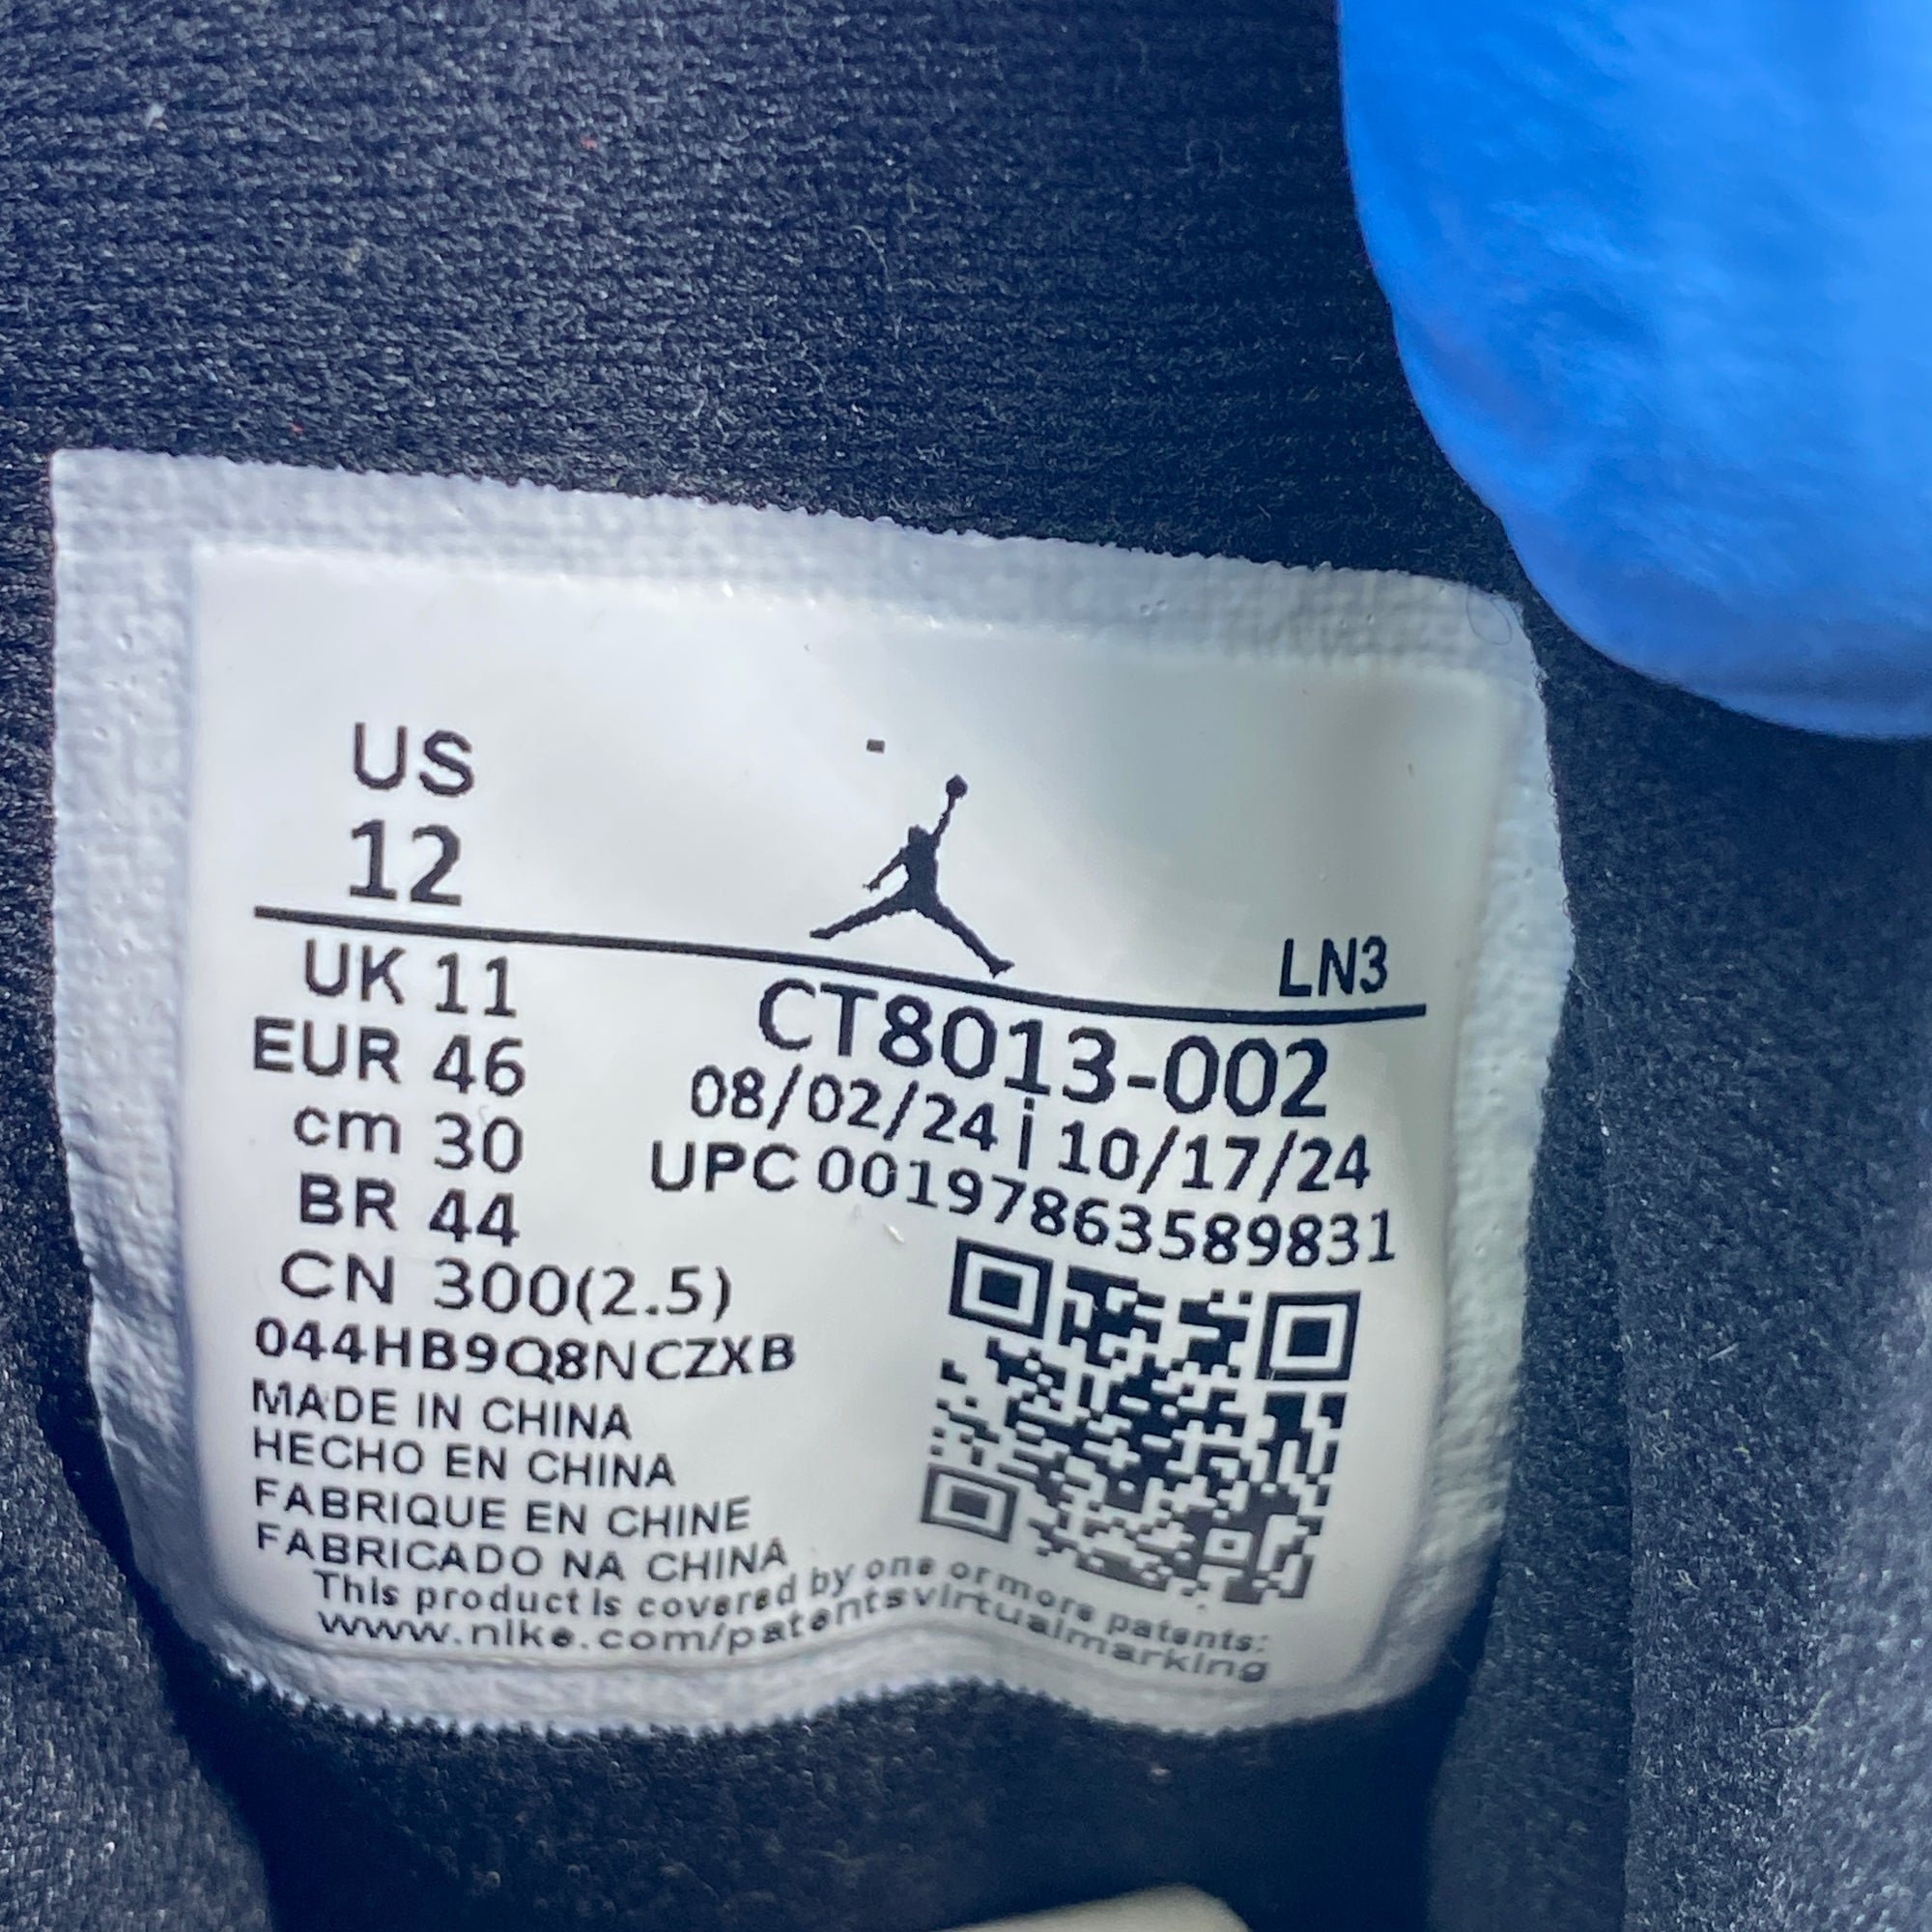 US
12
LN3
UK 11
EUR 46
cm 30
BR 44
CN 300(2.5)
CT8013-002
08/02/24 ¡ 10/17/24
UPC 00197863589831
044HB9Q8NCZXB
MADE IN CHINA
HECHO EN CHINA
FABRIQUE EN CHINE
FABRICADO NA CHINA
This product is covered by one or more patents:
www.nike.com/patentsvirtualmarking